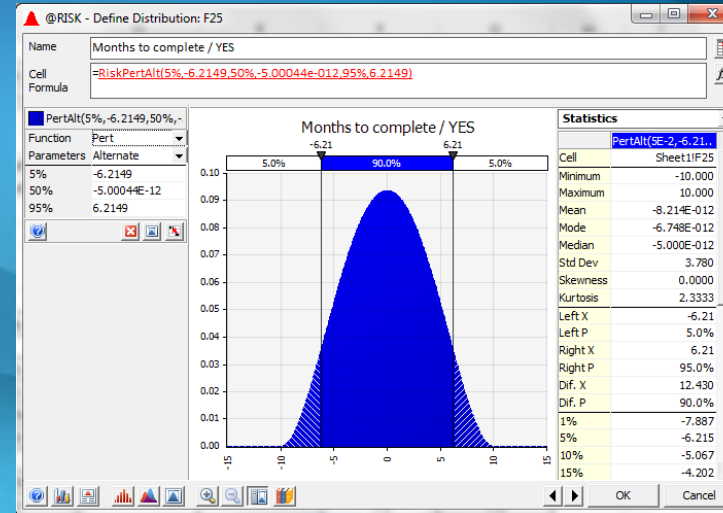 @RISK - Define Distribution: F25
Name
Months to complete / YES
Cell Formula
=RiskPertAlt(5%,-6.2149,50%,-5.00044e-012,95%,6.2149)
PertAlt(5%,-6.2149,50%,-
Function Pert
Parameters Alternate
5% -6.2149
50% -5.00044E-12
95% 6.2149
Months to complete / YES
-6.21 6.21
5.0% 90.0% 5.0%
0.10
0.09
0.08
0.07
0.06
0.05
0.04
0.03
0.02
0.01
0.00
-15 -10 -5 0 5 10 15
Statistics
PertAlt(5E-2,-6.21..
Cell Sheet1!F25
Minimum -10.000
Maximum 10.000
Mean -8.214E-012
Mode -6.748E-012
Median -5.000E-012
Std Dev 3.780
Skewness 0.0000
Kurtosis 2.3333
Left X -6.21
Left P 5.0%
Right X 6.21
Right P 95.0%
Dif. X 12.430
Dif. P 90.0%
1% -7.887
5% -6.215
10% -5.067
15% -4.202
OK Cancel